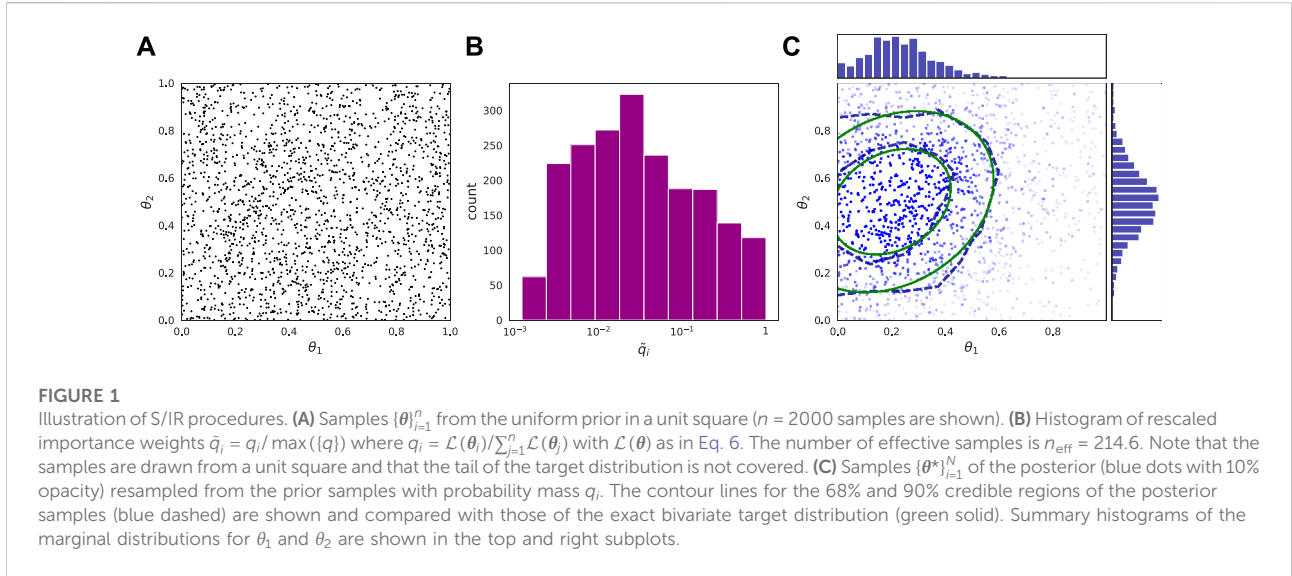 A
B
C
1.0
0.8
0.6
0.4
0.2
0.0
θ2
0.0 0.2 0.4 0.6 0.8 1.0
θ1
300
250
200
150
100
50
0
count
10⁻³ 10⁻² 10⁻¹ 1
q̃i
0.8
0.6
0.4
0.2
0.0
θ2
0.0 0.2 0.4 0.6 0.8
θ1
FIGURE 1
Illustration of S/IR procedures. (A) Samples {θ}ⁿᵢ₌₁ from the uniform prior in a unit square (n = 2000 samples are shown). (B) Histogram of rescaled
importance weights q̃ᵢ = qᵢ/ max({q}) where qᵢ = ℒ(θᵢ)/∑ⁿⱼ₌₁ℒ(θⱼ) with ℒ(θ) as in Eq. 6. The number of effective samples is n_eff = 214.6. Note that the
samples are drawn from a unit square and that the tail of the target distribution is not covered. (C) Samples {θ*}ᴺᵢ₌₁ of the posterior (blue dots with 10%
opacity) resampled from the prior samples with probability mass qᵢ. The contour lines for the 68% and 90% credible regions of the posterior
samples (blue dashed) are shown and compared with those of the exact bivariate target distribution (green solid). Summary histograms of the
marginal distributions for θ₁ and θ₂ are shown in the top and right subplots.